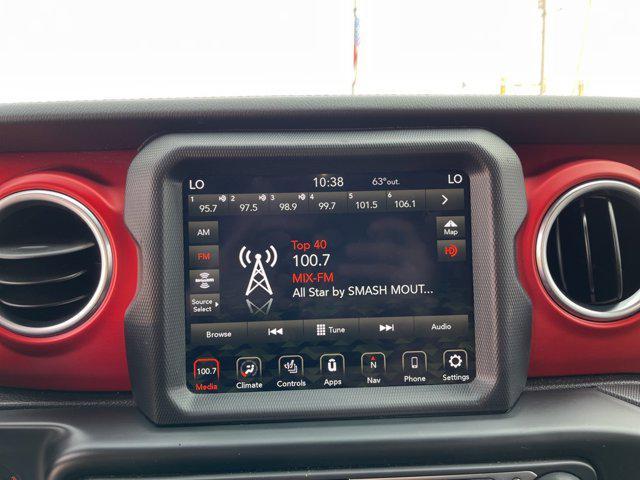 LO 10:38 63°out. LO
1 95.7 2 97.5 3 98.9 4 99.7 5 101.5 6 106.1
AM
Map
FM
Top 40
100.7
MIX-FM
All Star by SMASH MOUT...
siriusxm
Source
Select
Browse Tune Audio
100.7 N
Media Climate Controls Apps Nav Phone Settings